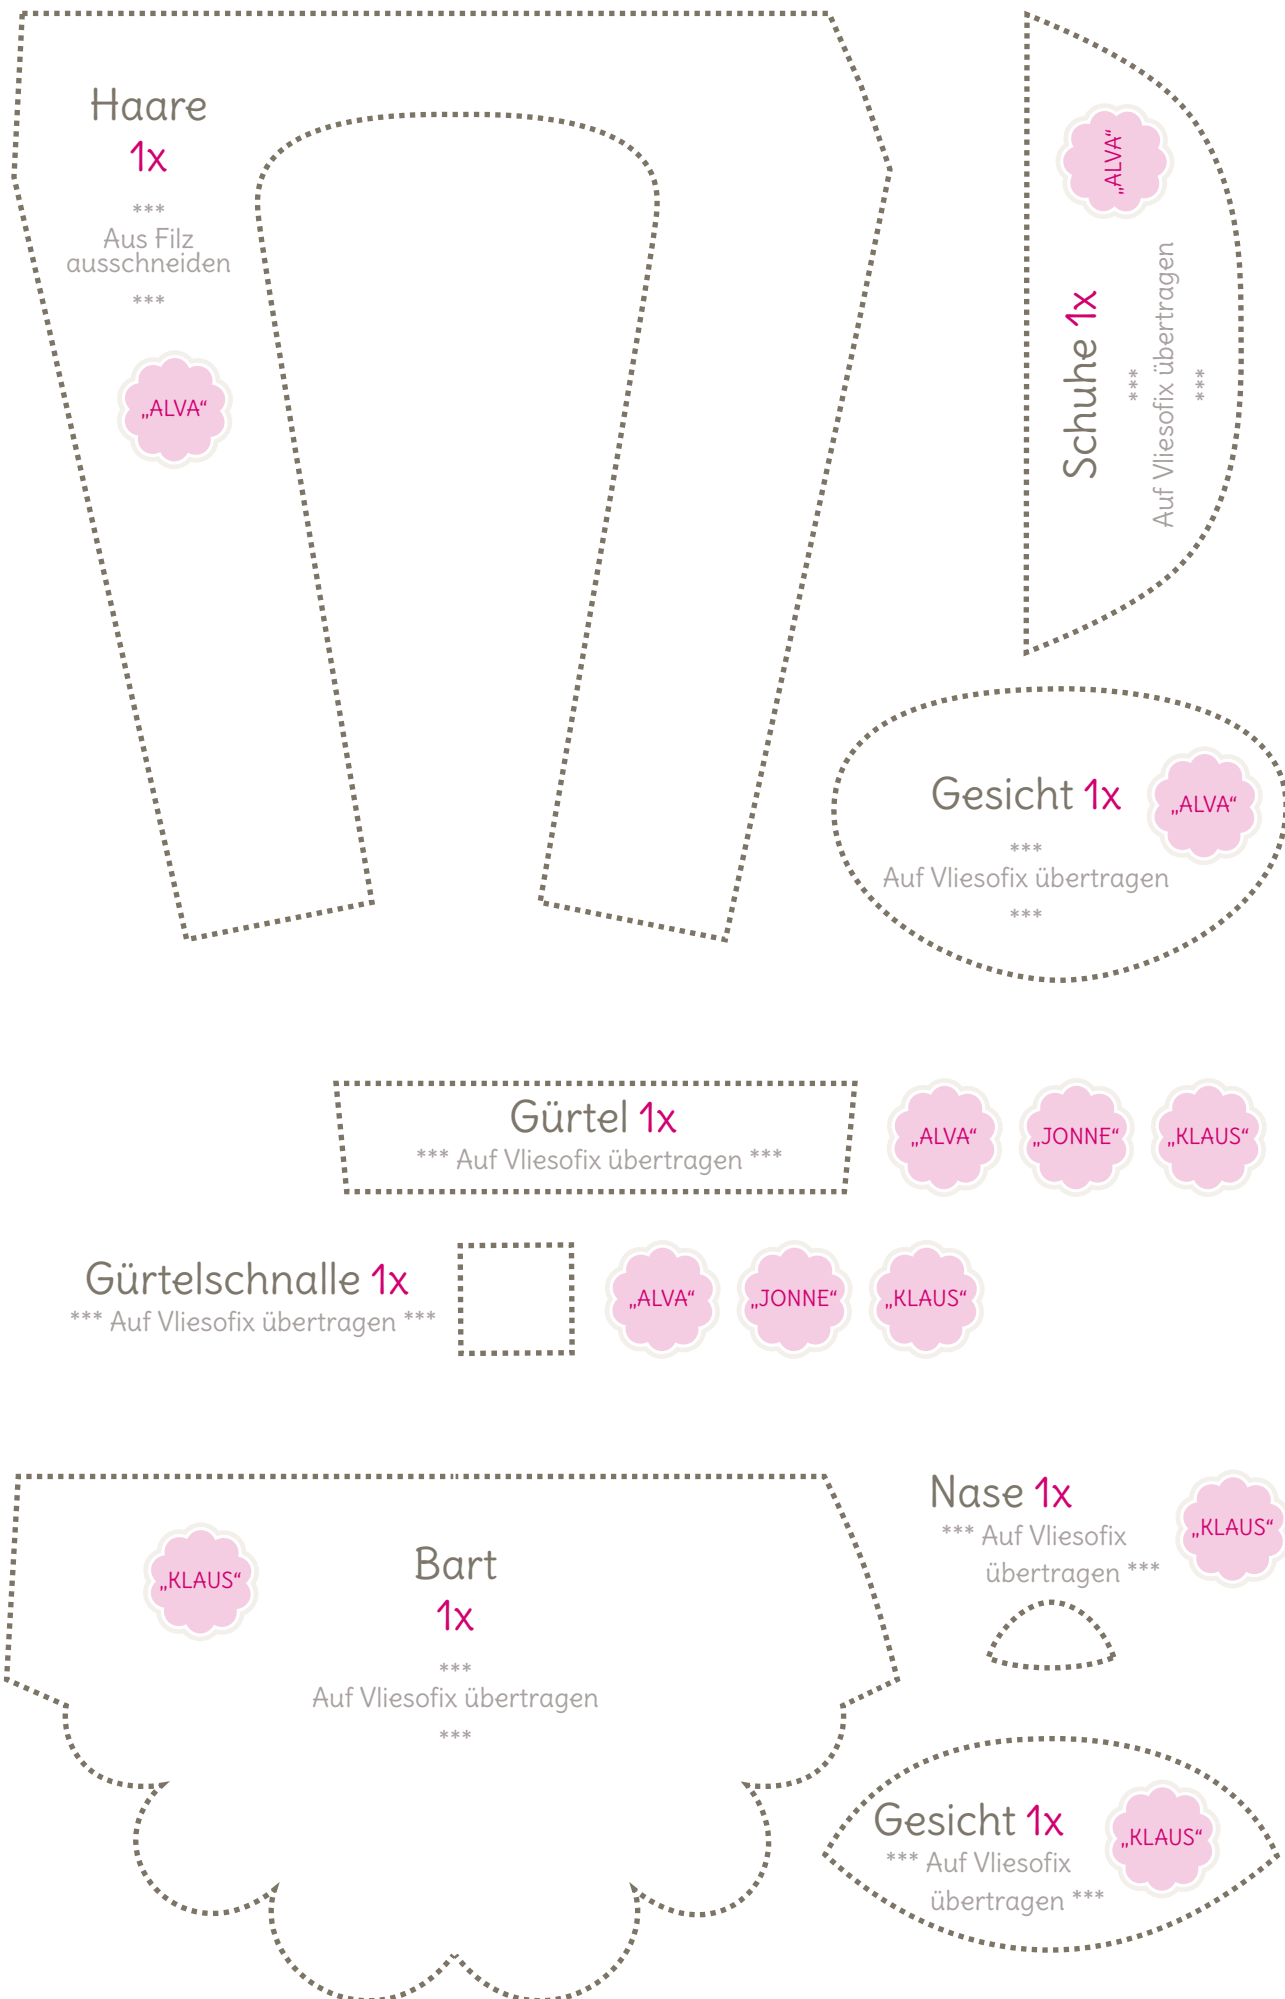 Haare
1x
***
Aus Filz
ausschneiden
***
„ALVA“
„ALVA“
Schuhe 1x
***
Auf Vliesofix übertragen
***
Gesicht 1x
***
Auf Vliesofix übertragen
***
„ALVA“
Gürtel 1x
*** Auf Vliesofix übertragen ***
„ALVA“ „JONNE“ „KLAUS“
Gürtelschnalle 1x
*** Auf Vliesofix übertragen ***
„ALVA“ „JONNE“ „KLAUS“
„KLAUS“
Bart
1x
***
Auf Vliesofix übertragen
***
Nase 1x
*** Auf Vliesofix
übertragen ***
„KLAUS“
Gesicht 1x
*** Auf Vliesofix
übertragen ***
„KLAUS“